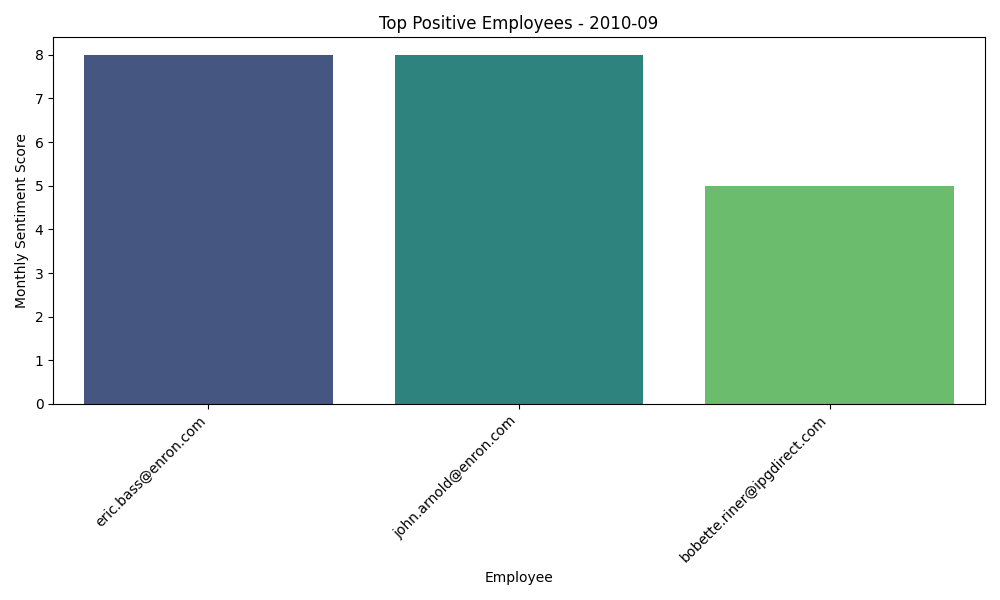 Top Positive Employees - 2010-09
Monthly Sentiment Score
8
7
6
5
4
3
2
1
0
eric.bass@enron.com
john.arnold@enron.com
bobette.riner@ipgdirect.com
Employee